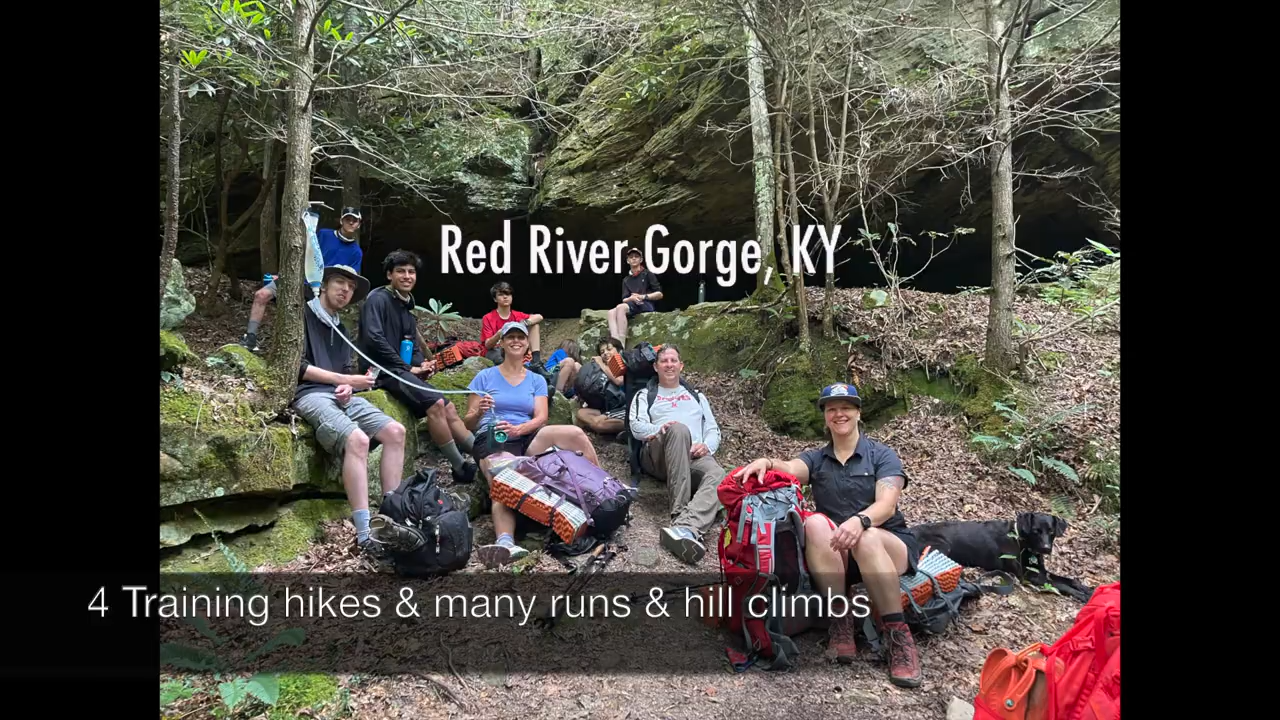 Red River Gorge, KY
4 Training hikes & many runs & hill climbs